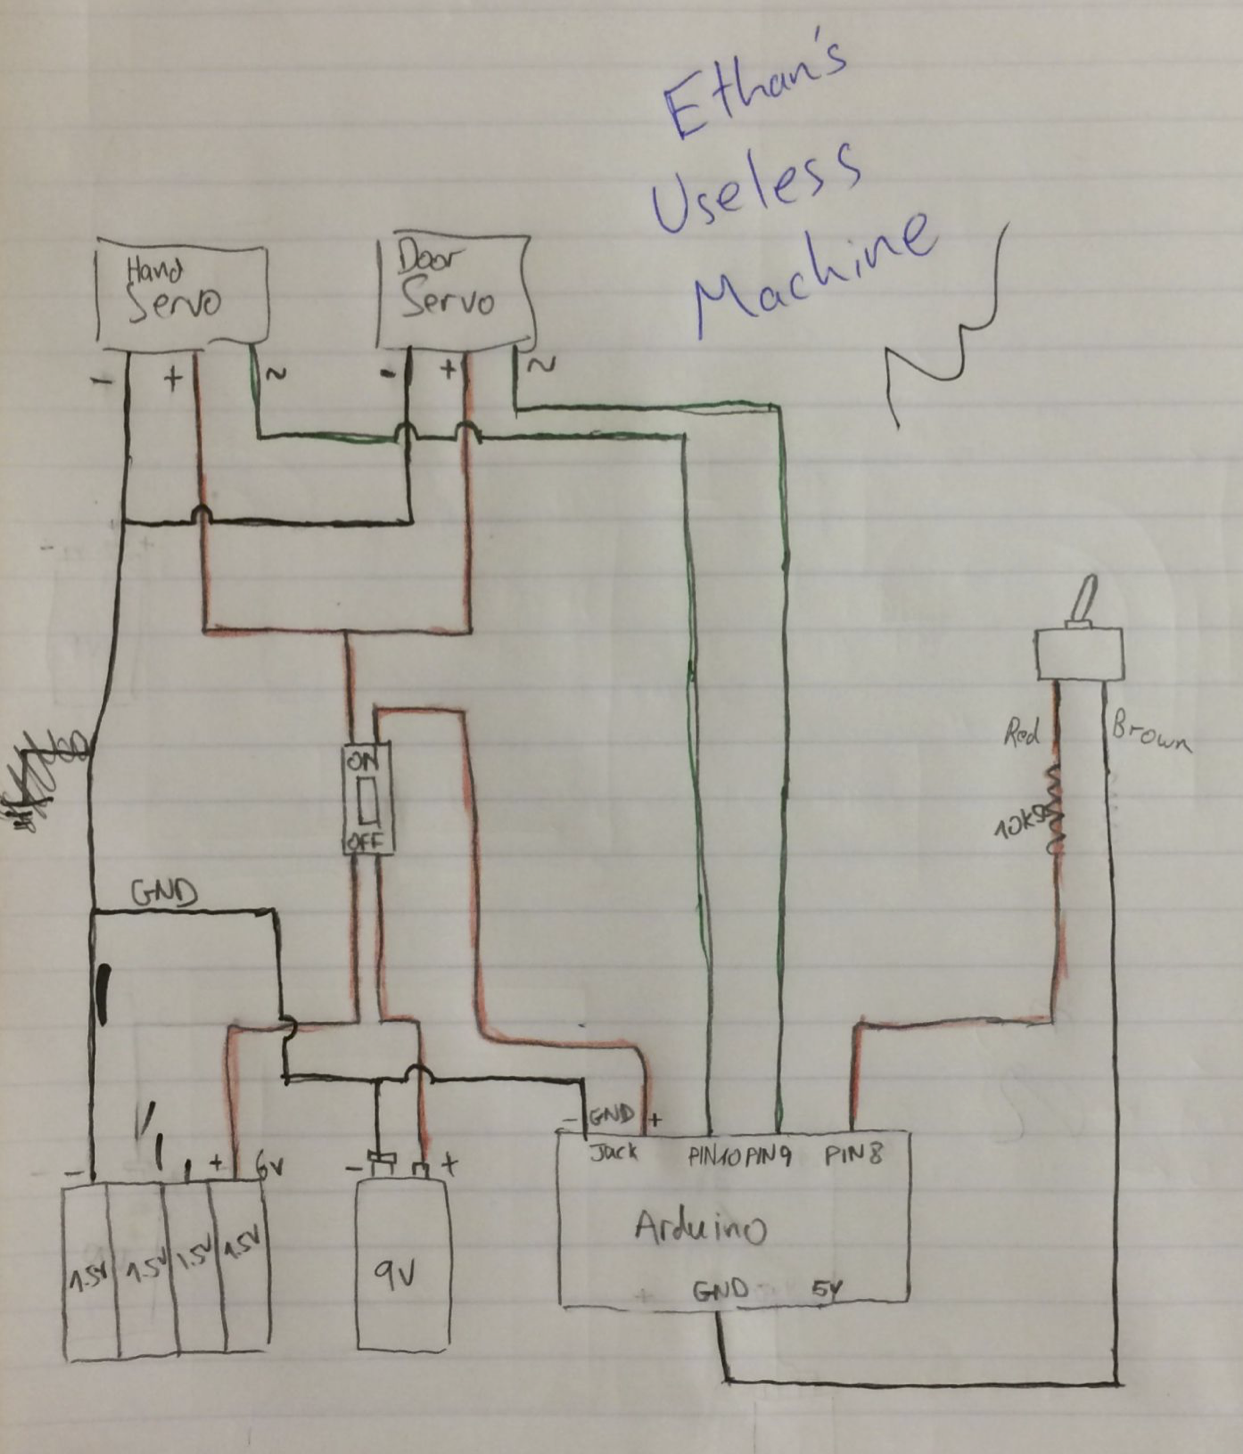 Ethan's
Useless
Machine
Hand
Servo
Door
Servo
- + ~
- + ~
ON
OFF
Red
Brown
10kΩ
GND
- + 6V
- +
- GND +
Jack PIN10 PIN9 PIN8
1.5V 1.5V 1.5V 1.5V
9V
Arduino
GND 5V